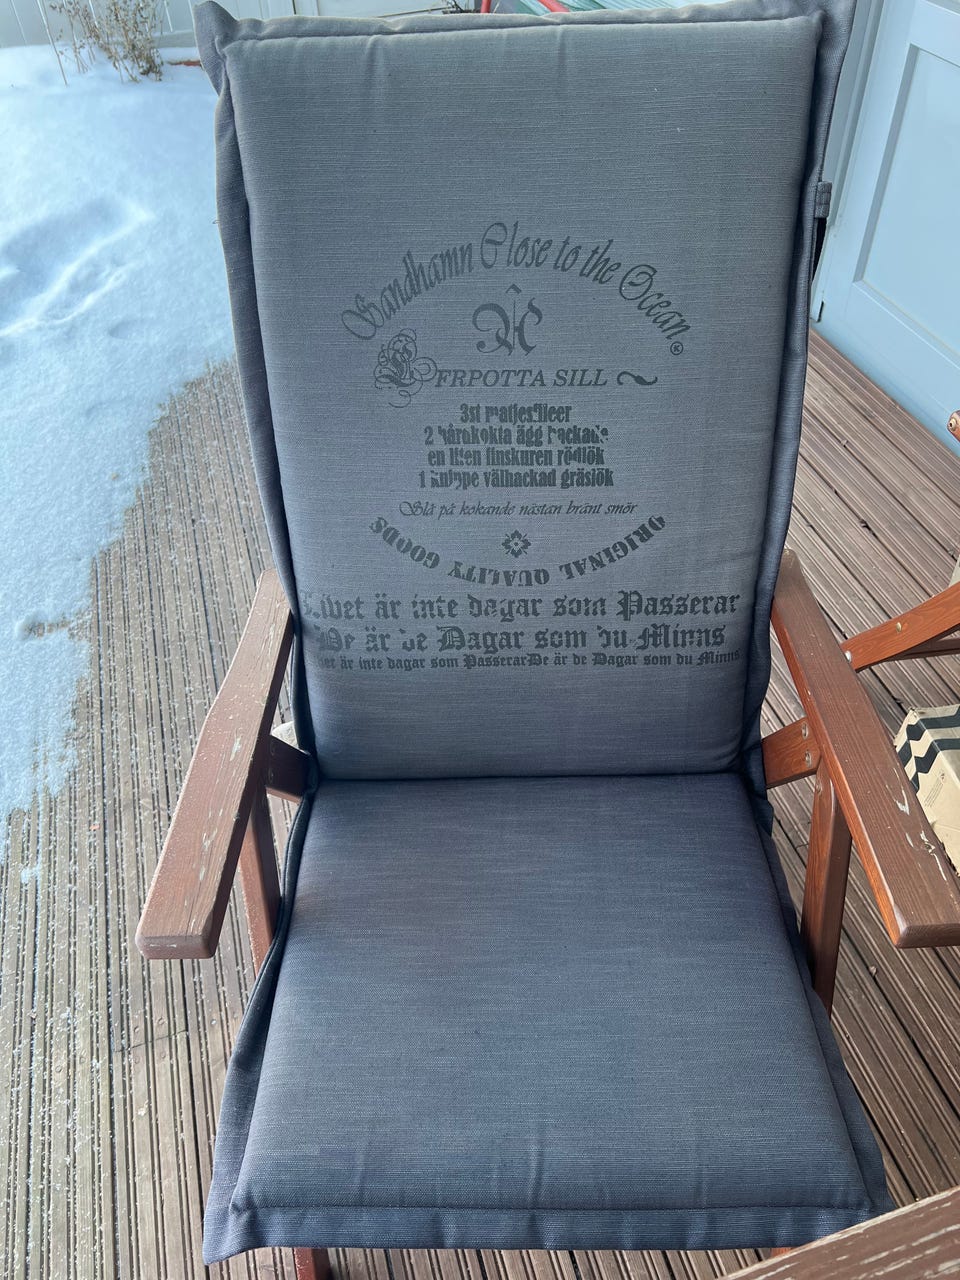 Sandhamn Close to the Ocean
®
EFRPOTTA SILL ~
3st matjesfileer
2 hårdkokta ägg hackade
en liten finskuren rödlök
1 knippe välhackad gräslök
Slå på kokande nästan bränt smör
ORIGINAL QUALITY GOODS
Livet är inte dagar som Passerar
De är de Dagar som du Minns
Livet är inte dagar som PasserarDe är de Dagar som du Minns